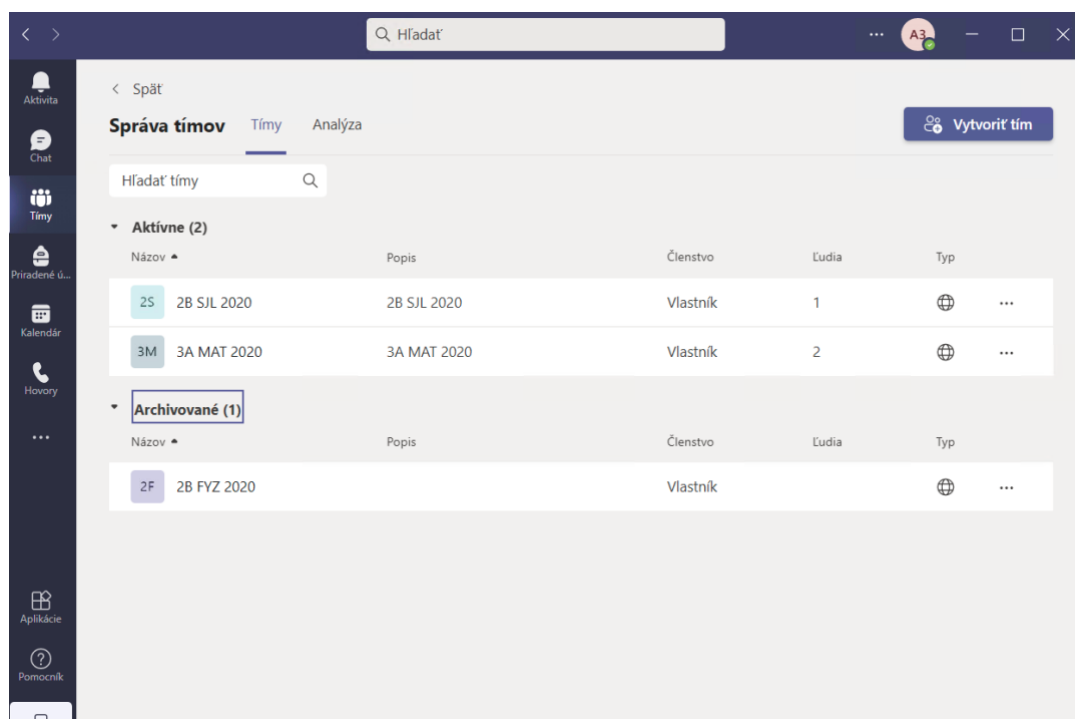 Hľadať
...
A3
Aktivita
Chat
Tímy
Priradené ú...
Kalendár
Hovory
...
Aplikácie
Pomocník
Späť
Správa tímov Tímy Analýza Vytvoriť tím
Hľadať tímy
Aktívne (2)
Názov Popis Členstvo Ľudia Typ
2S 2B SJL 2020 2B SJL 2020 Vlastník 1 ...
3M 3A MAT 2020 3A MAT 2020 Vlastník 2 ...
Archivované (1)
Názov Popis Členstvo Ľudia Typ
2F 2B FYZ 2020 Vlastník ...